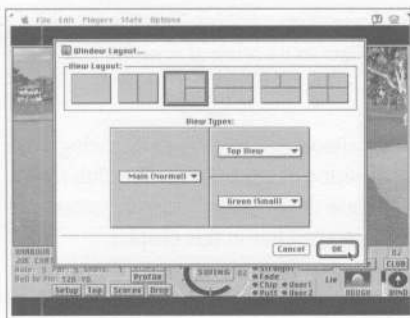 File Edit Players Stats Options
Window Layout...
View Layout:
View Types:
Main (Normal)
Top View
Green (Small)
Cancel OK
SWING
Straight
Fade
Chip User1
Putt User2
Lie
CLUB
Profile
Setup Top Scores Drop
ROUGH WIND